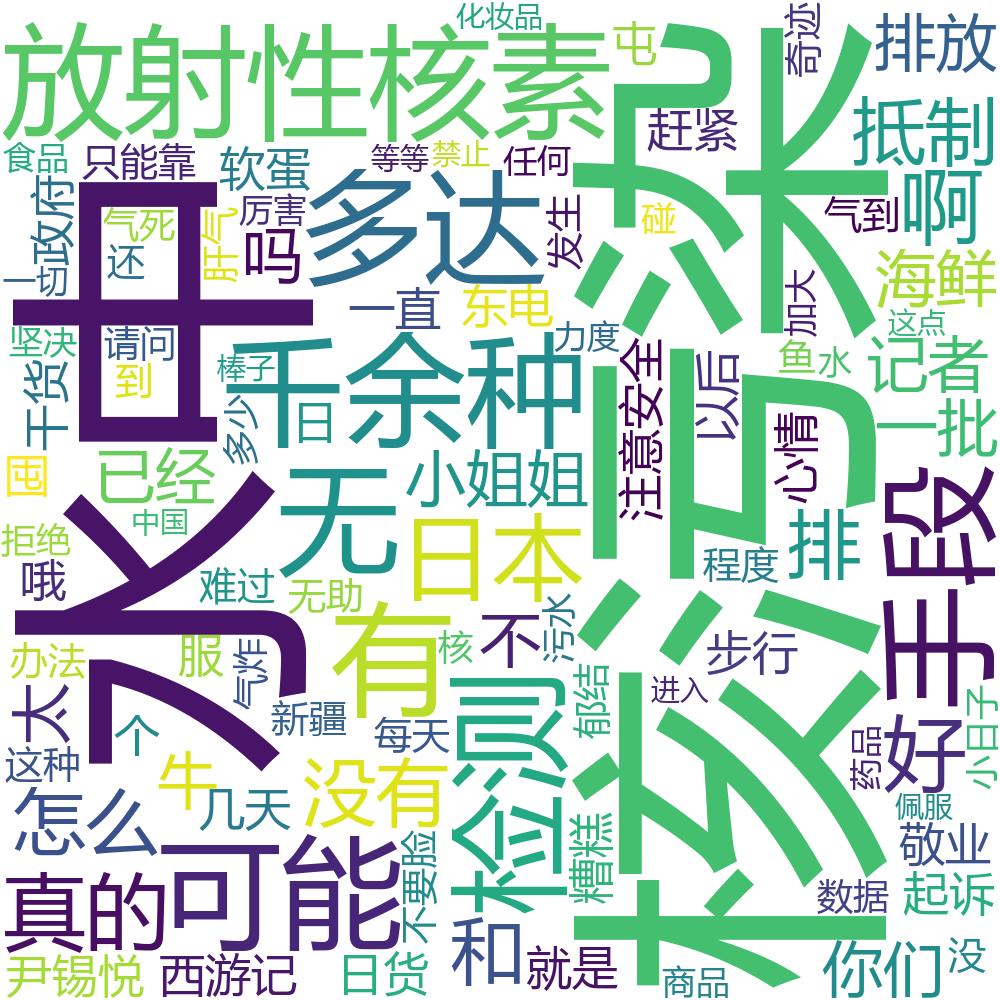 化妆品
放射性核素
屯
奇迹
排放
核污染
赶紧
抵制
食品
只能靠
软蛋
等等
禁止
任何
政府
水中
气死
肝气
厉害
多达
发生
碰
气到
啊
吗
还
一切
一直
东电
加大
海鲜
坚决
请问
千余种
力度
这点
干货
到
棒子
日
多少
注意安全
以后
鱼
水
记者
心情
一批
囤
已经
无
小姐姐
手段
拒绝
中国
日本
排
哦
难过
无助
程度
有
核
不
污水
办法
服
气炸
步行
太
个
新疆
每天
检测
郁结
进入
小日子
这种
牛
几天
没有
药品
好
怎么
佩服
糟糕
敬业
真的
可能
不要脸
数据
起诉
尹锡悦
西游记
日货
和
就是
商品
你们
没